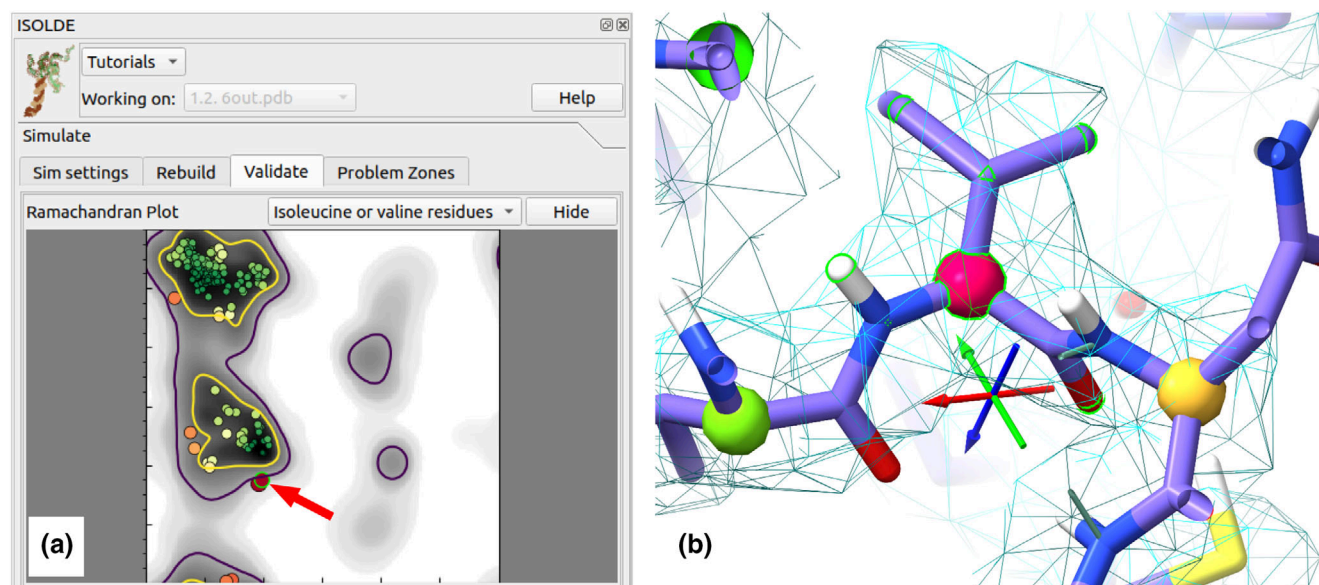 ISOLDE
Tutorials
Working on: 1.2. 6out.pdb
Help
Simulate
Sim settings Rebuild Validate Problem Zones
Ramachandran Plot Isoleucine or valine residues Hide
(a) (b)